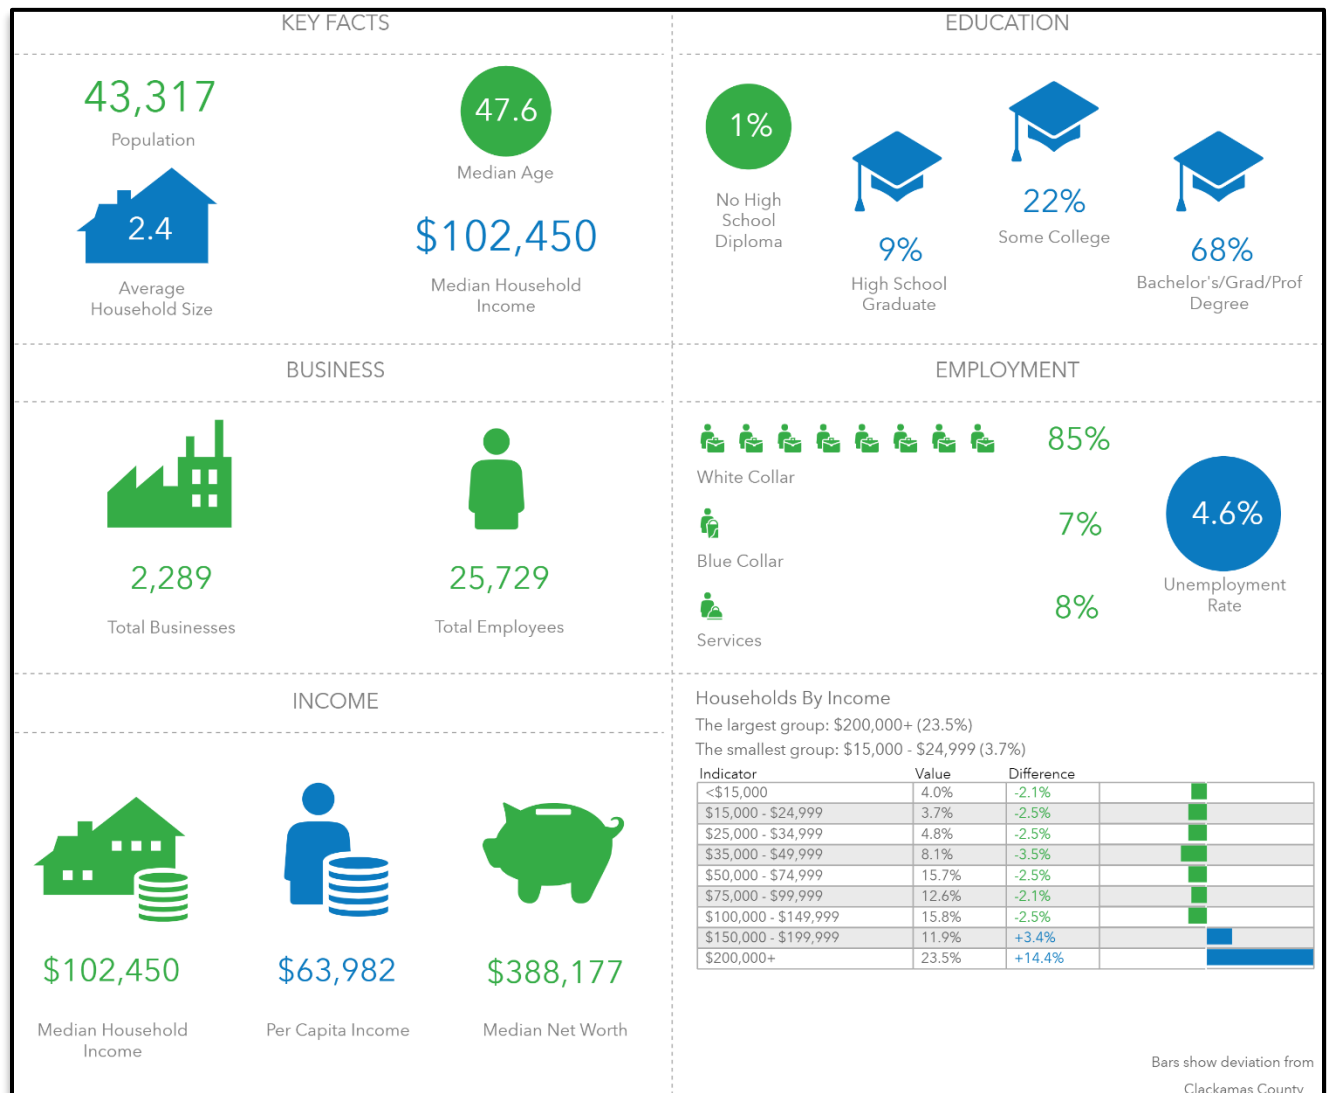 KEY FACTS
43,317
Population
47.6
Median Age
2.4
Average
Household Size
$102,450
Median Household
Income
EDUCATION
1%
No High
School
Diploma
9%
High School
Graduate
22%
Some College
68%
Bachelor's/Grad/Prof
Degree
BUSINESS
2,289
Total Businesses
25,729
Total Employees
EMPLOYMENT
85%
White Collar
7%
Blue Collar
8%
Services
4.6%
Unemployment
Rate
INCOME
$102,450
Median Household
Income
$63,982
Per Capita Income
$388,177
Median Net Worth
Households By Income
The largest group: $200,000+ (23.5%)
The smallest group: $15,000 - $24,999 (3.7%)
Indicator Value Difference
<$15,000 4.0% -2.1%
$15,000 - $24,999 3.7% -2.5%
$25,000 - $34,999 4.8% -2.5%
$35,000 - $49,999 8.1% -3.5%
$50,000 - $74,999 15.7% -2.5%
$75,000 - $99,999 12.6% -2.1%
$100,000 - $149,999 15.8% -2.5%
$150,000 - $199,999 11.9% +3.4%
$200,000+ 23.5% +14.4%
Bars show deviation from
Clackamas County